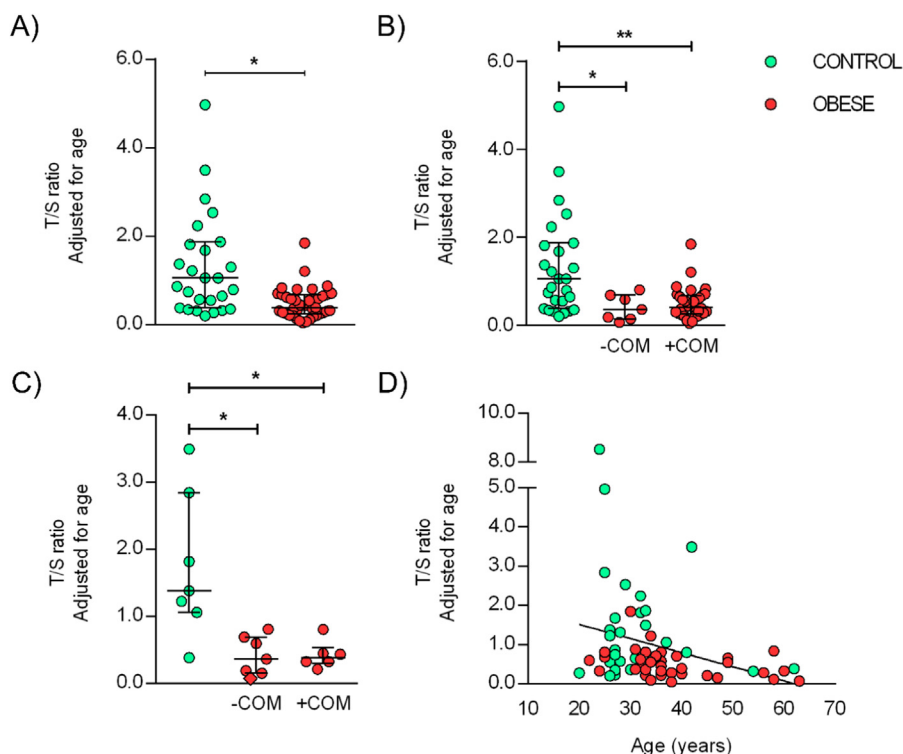 A)
*
6.0
4.0
2.0
0.0
T/S ratio
Adjusted for age
B)
**
*
6.0
4.0
2.0
0.0
T/S ratio
Adjusted for age
-COM +COM
CONTROL
OBESE
C)
*
*
4.0
3.0
2.0
1.0
0.0
T/S ratio
Adjusted for age
-COM +COM
D)
10.0
8.0
5.0
4.0
3.0
2.0
1.0
0.0
T/S ratio
Adjusted for age
10 20 30 40 50 60 70
Age (years)